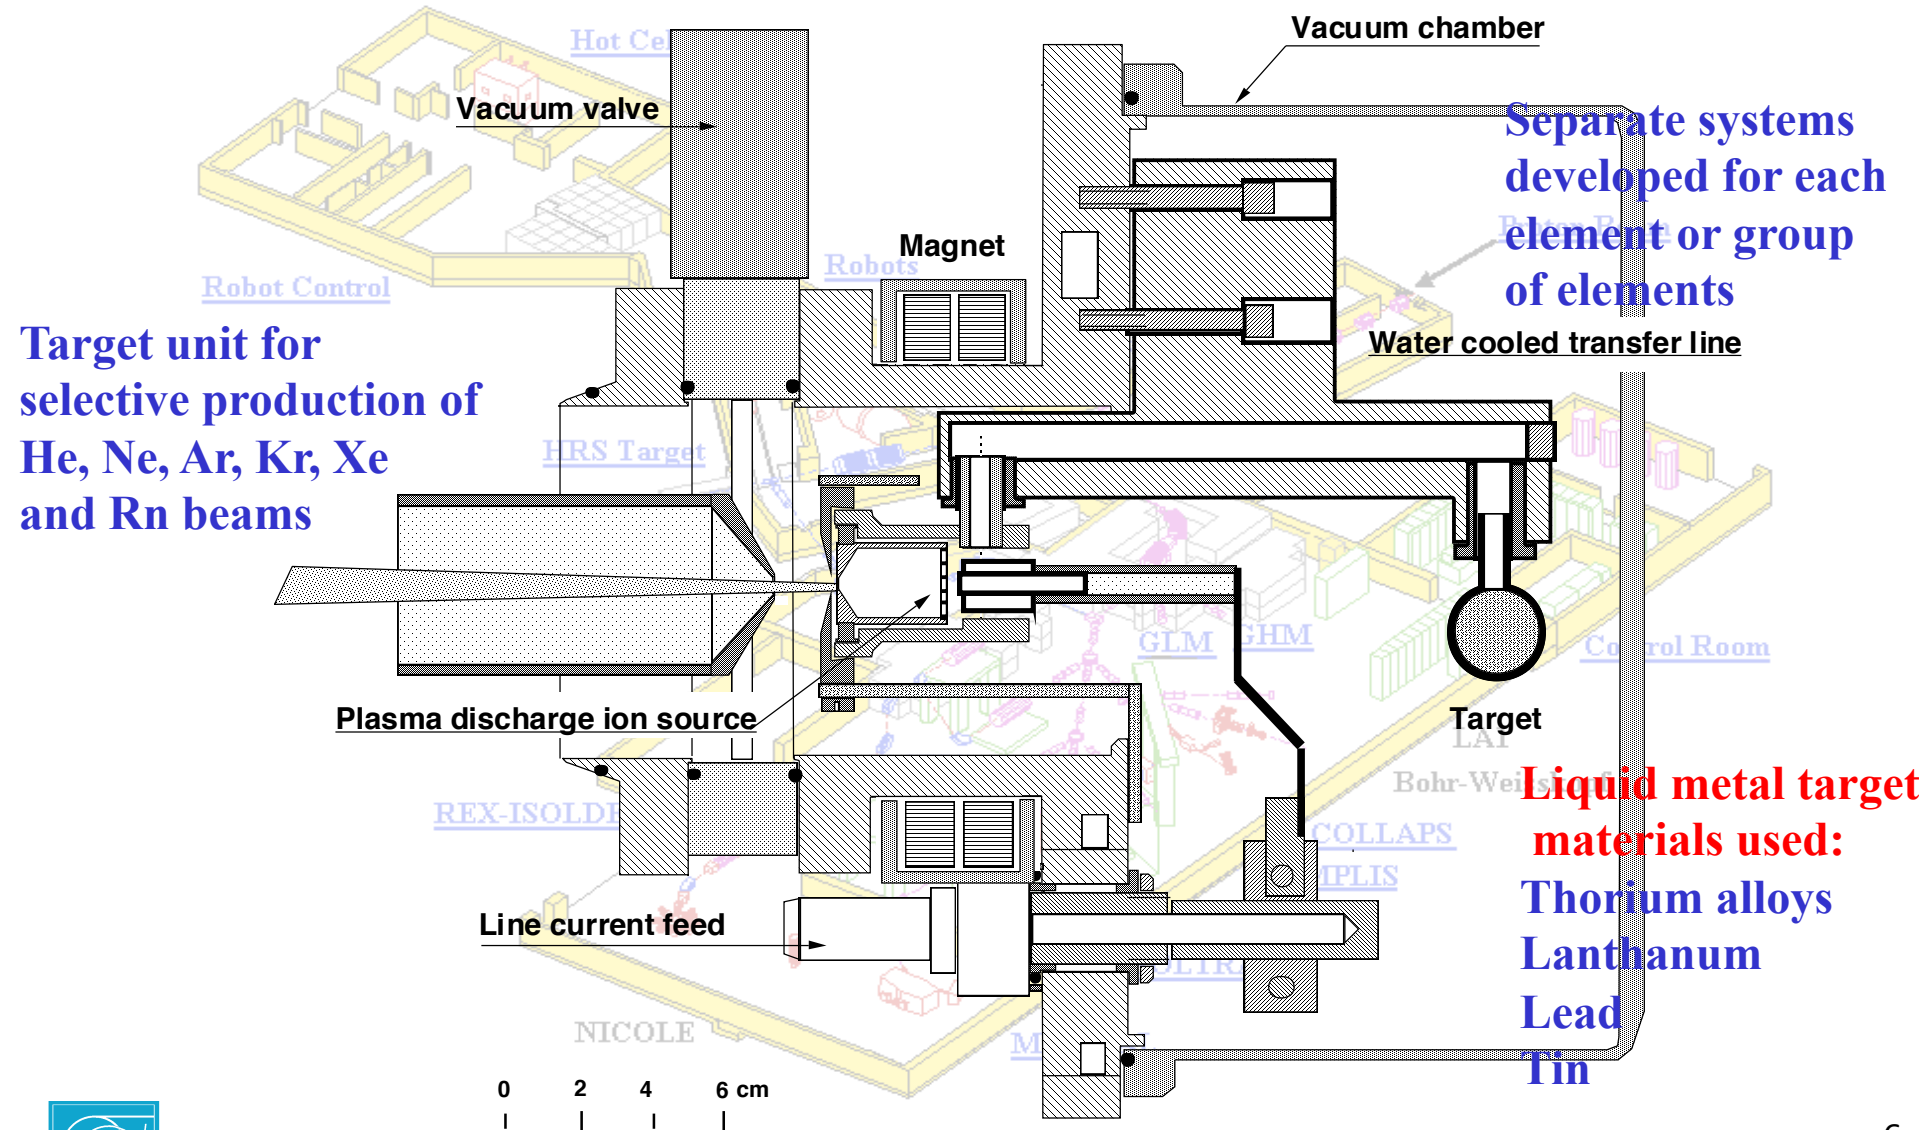 Vacuum chamber
Hot Cel
Vacuum valve
Separate systems
developed for each
element or group
of elements
Magnet
Robots
Robot Control
Water cooled transfer line
Target unit for
selective production of
He, Ne, Ar, Kr, Xe
and Rn beams
HRS Target
GLM
GHM
Control Room
Plasma discharge ion source
Target
Bohr-Weisskopf
Liquid metal target
materials used:
REX-ISOLDE
COLLAPS
MPLIS
Thorium alloys
Line current feed
Lanthanum
Lead
NICOLE
Tin
0 2 4 6 cm